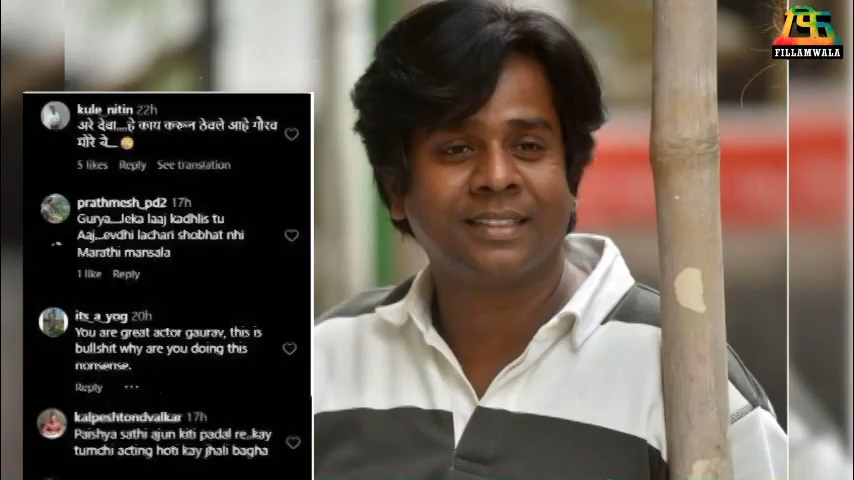 FILLAMWALA
kule_nitin 22h
अरे देवा....हे काय करून ठेवले आहे गौरव
मोरे चे...
5 likes Reply See translation
prathmesh_pd2 17h
Gurya....leka laaj kadhlis tu
Aaj...evdhi lachari shobhat nhi
Marathi mansala
1 like Reply
its_a_yog 20h
You are great actor gaurav, this is
bullshit why are you doing this
nonsense.
Reply
kalpeshtondvalkar 17h
Paishya sathi ajun kiti padal re..kay
tumchi acting hoti kay jhali bagha